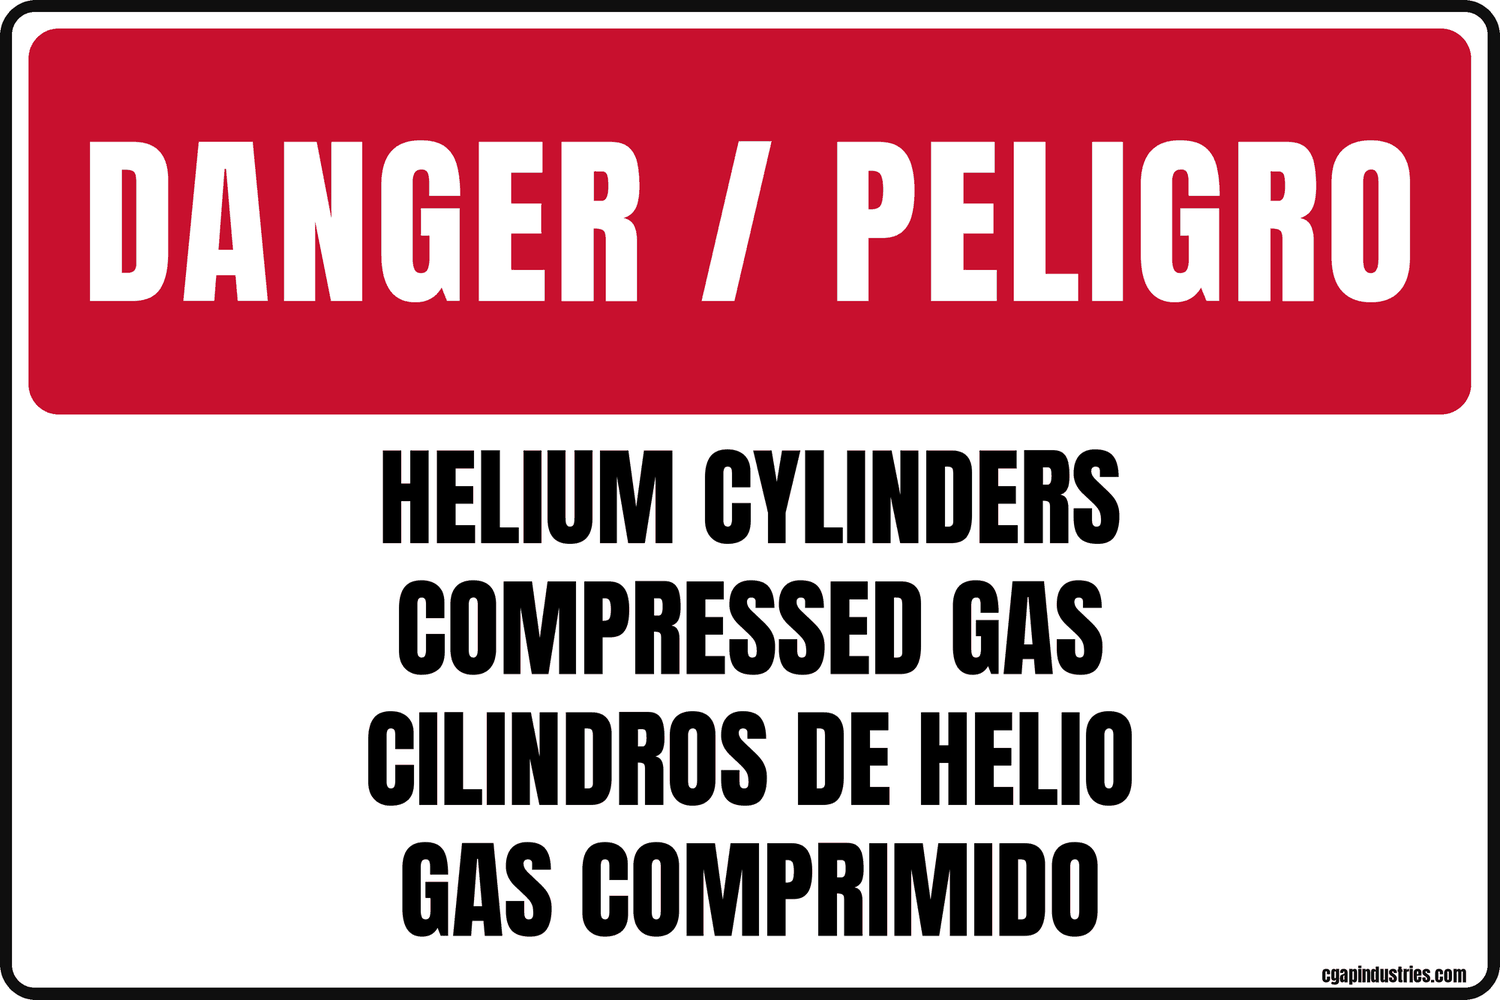 DANGER / PELIGRO
HELIUM CYLINDERS
COMPRESSED GAS
CILINDROS DE HELIO
GAS COMPRIMIDO
cgapindustries.com